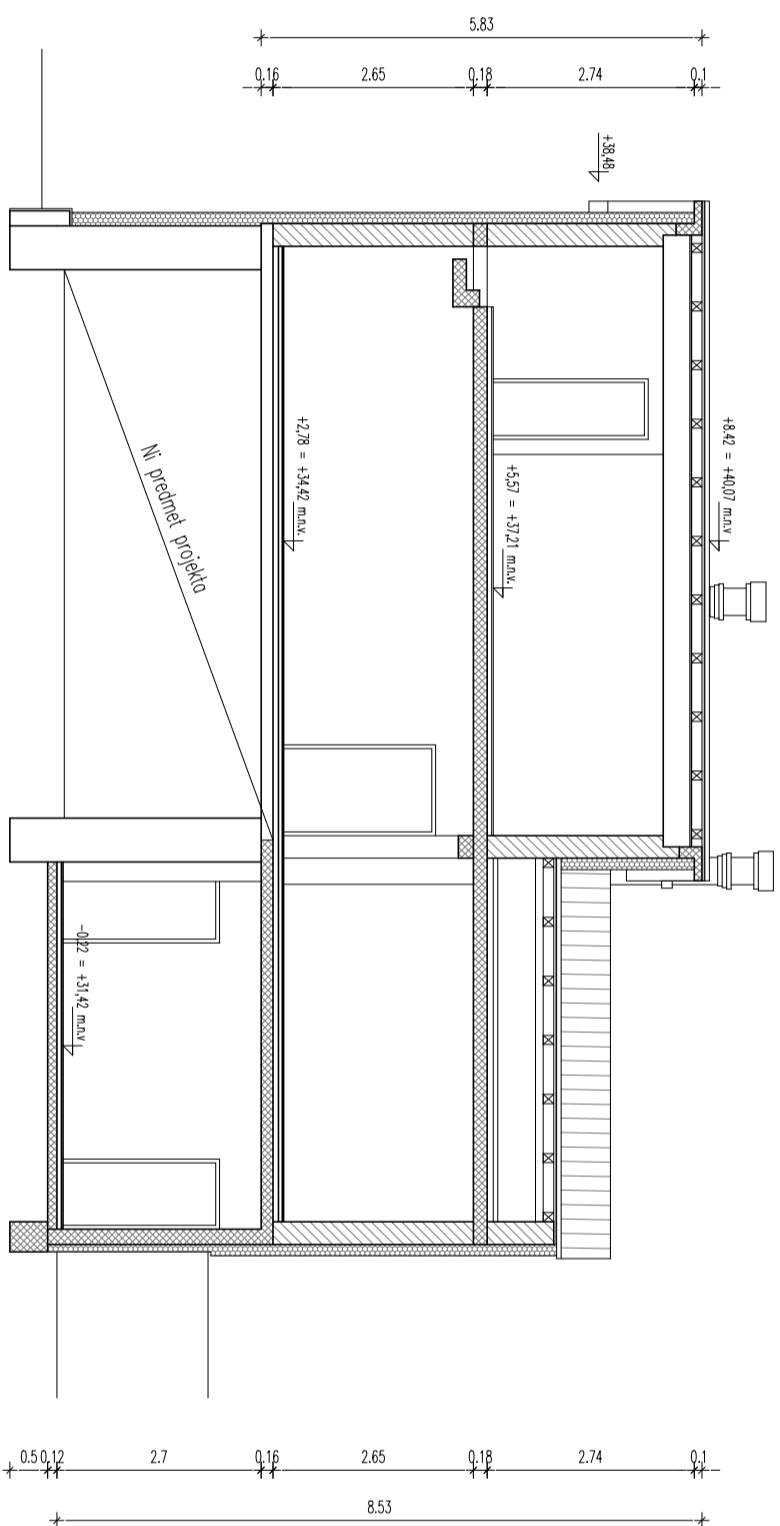 5.83
0.16 2.65 0.18 2.74 0.1
+38,48
+8.42 = +40,07 m.n.v
+5,57 = +37,21 m.n.v.
+2,78 = +34,42 m.n.v.
Ni predmet projekta
-0.22 = +31,42 m.n.v
0.5 0.12 2.7 0.16 2.65 0.18 2.74 0.1
8.53